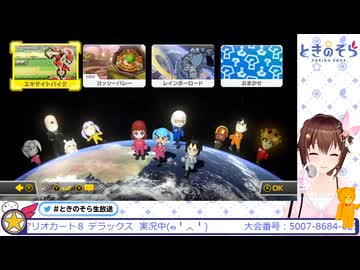 ときのそら
TOKINO SORA
エキサイトバイク
ヨッシーバレー
レインボーロード
おまかせ
OK
#ときのそら生放送
マリオカート8 デラックス 実況中(๑╹ᆺ╹)
大会番号：5007-8684-0